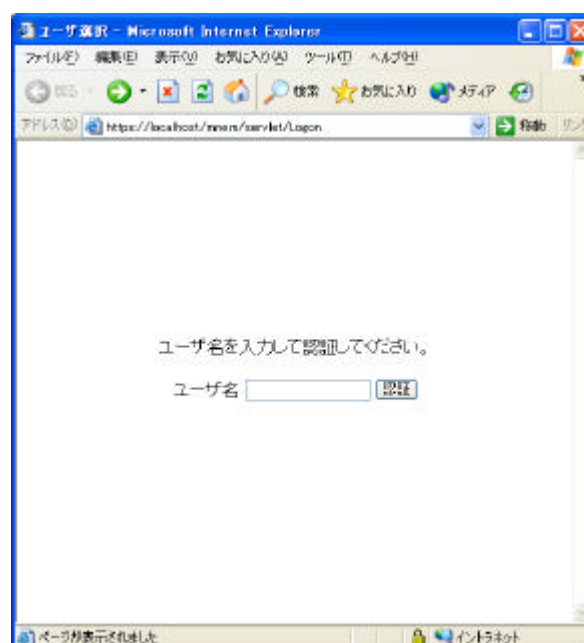 ユーザ選択 - Microsoft Internet Explorer
ファイル(F) 編集(E) 表示(V) お気に入り(A) ツール(T) ヘルプ(H)
戻る 検索 お気に入り メディア
アドレス(D) https://localhost/mnem/servlet/Logon 移動
ユーザ名を入力して認証してください。
ユーザ名 認証
ページが表示されました イントラネット